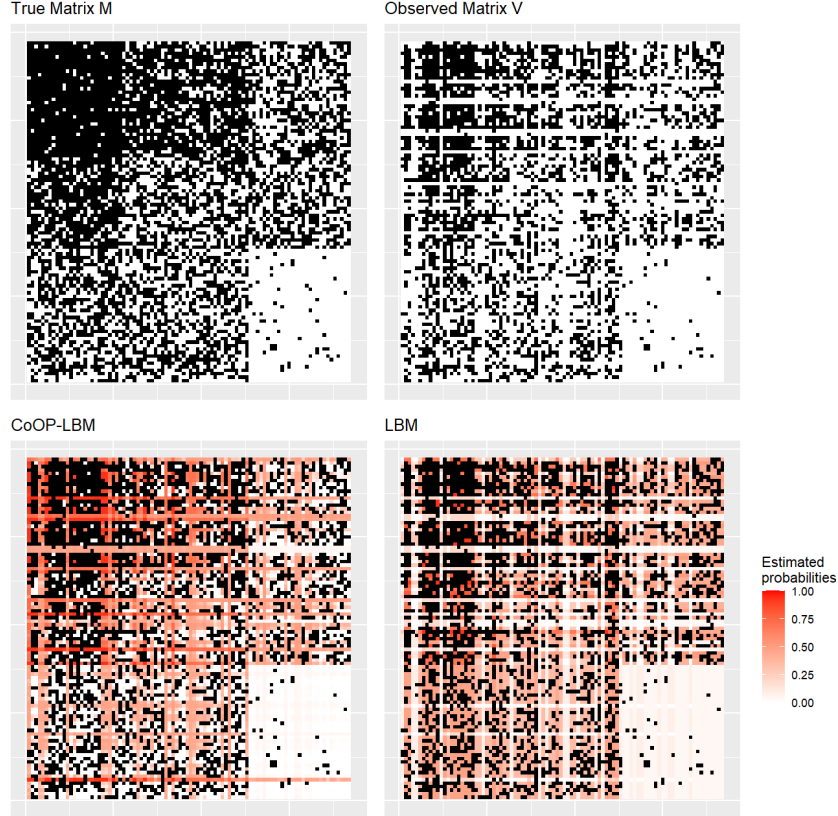 True Matrix M
Observed Matrix V
CoOP-LBM
LBM
Estimated
probabilities
1.00
0.75
0.50
0.25
0.00